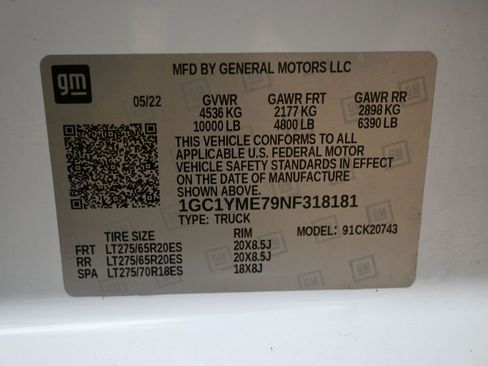 gm
MFD BY GENERAL MOTORS LLC
05/22 GVWR GAWR FRT GAWR RR
4536 KG 2177 KG 2898 KG
10000 LB 4800 LB 6390 LB
THIS VEHICLE CONFORMS TO ALL
APPLICABLE U.S. FEDERAL MOTOR
VEHICLE SAFETY STANDARDS IN EFFECT
ON THE DATE OF MANUFACTURE
SHOWN ABOVE.
1GC1YME79NF318181
TYPE: TRUCK
TIRE SIZE RIM MODEL: 91CK20743
FRT LT275/65R20ES 20X8.5J
RR LT275/65R20ES 20X8.5J
SPA LT275/70R18ES 18X8J